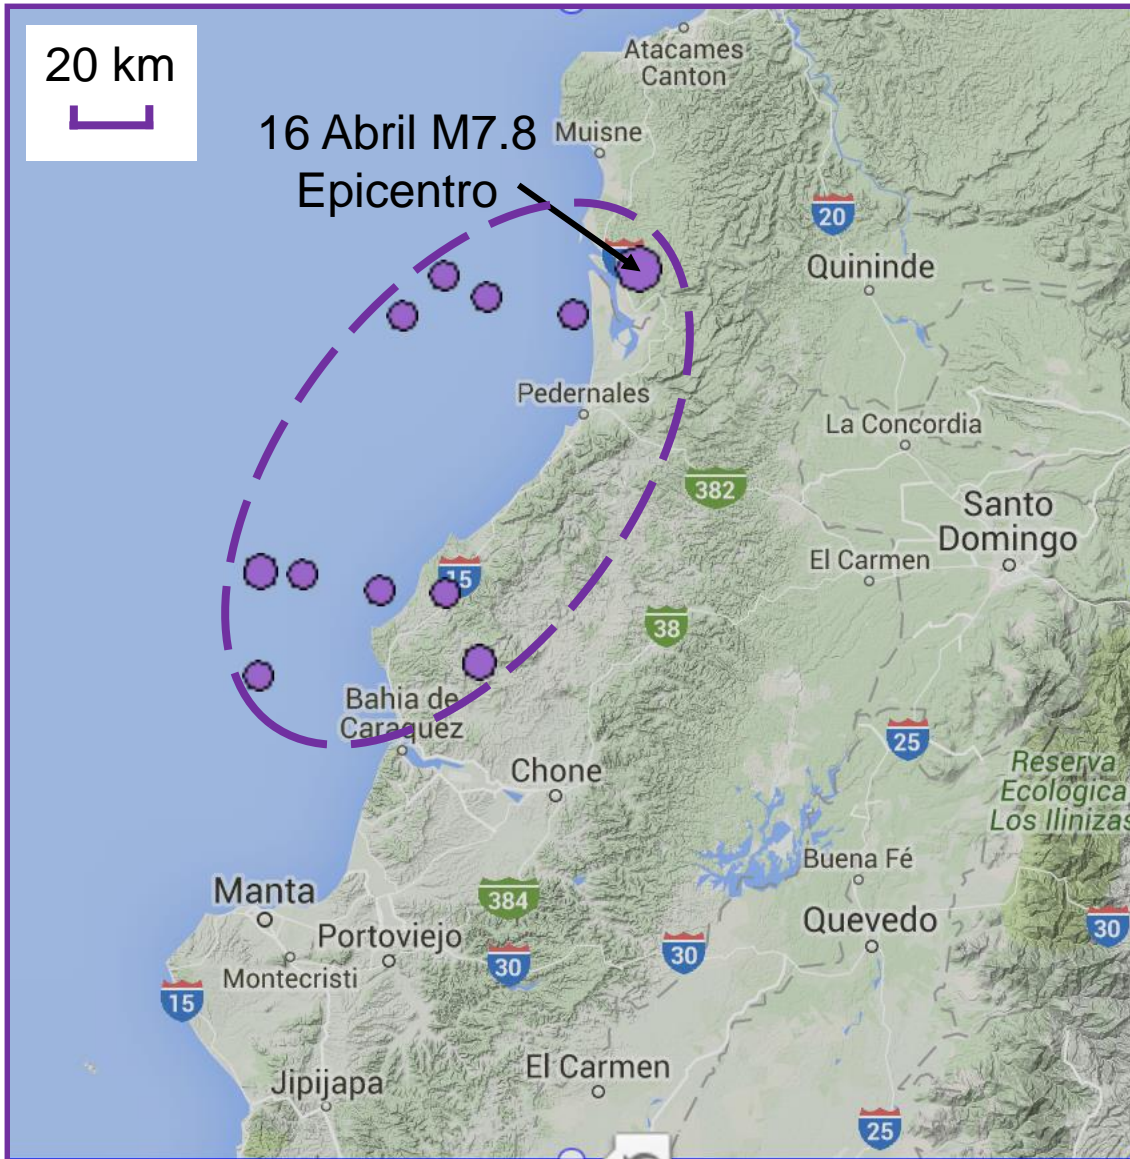 20 km
Atacames
Canton
16 Abril M7.8
Epicentro
Muisne
20
Quininde
Pedernales
La Concordia
382
Santo
Domingo
El Carmen
15
38
Bahia de
Caraquez
25
Chone
Reserva
Ecologica
Los Ilinizas
Buena Fé
Manta
384
Quevedo
Portoviejo
30
30
30
Montecristi
15
El Carmen
Jipijapa
25